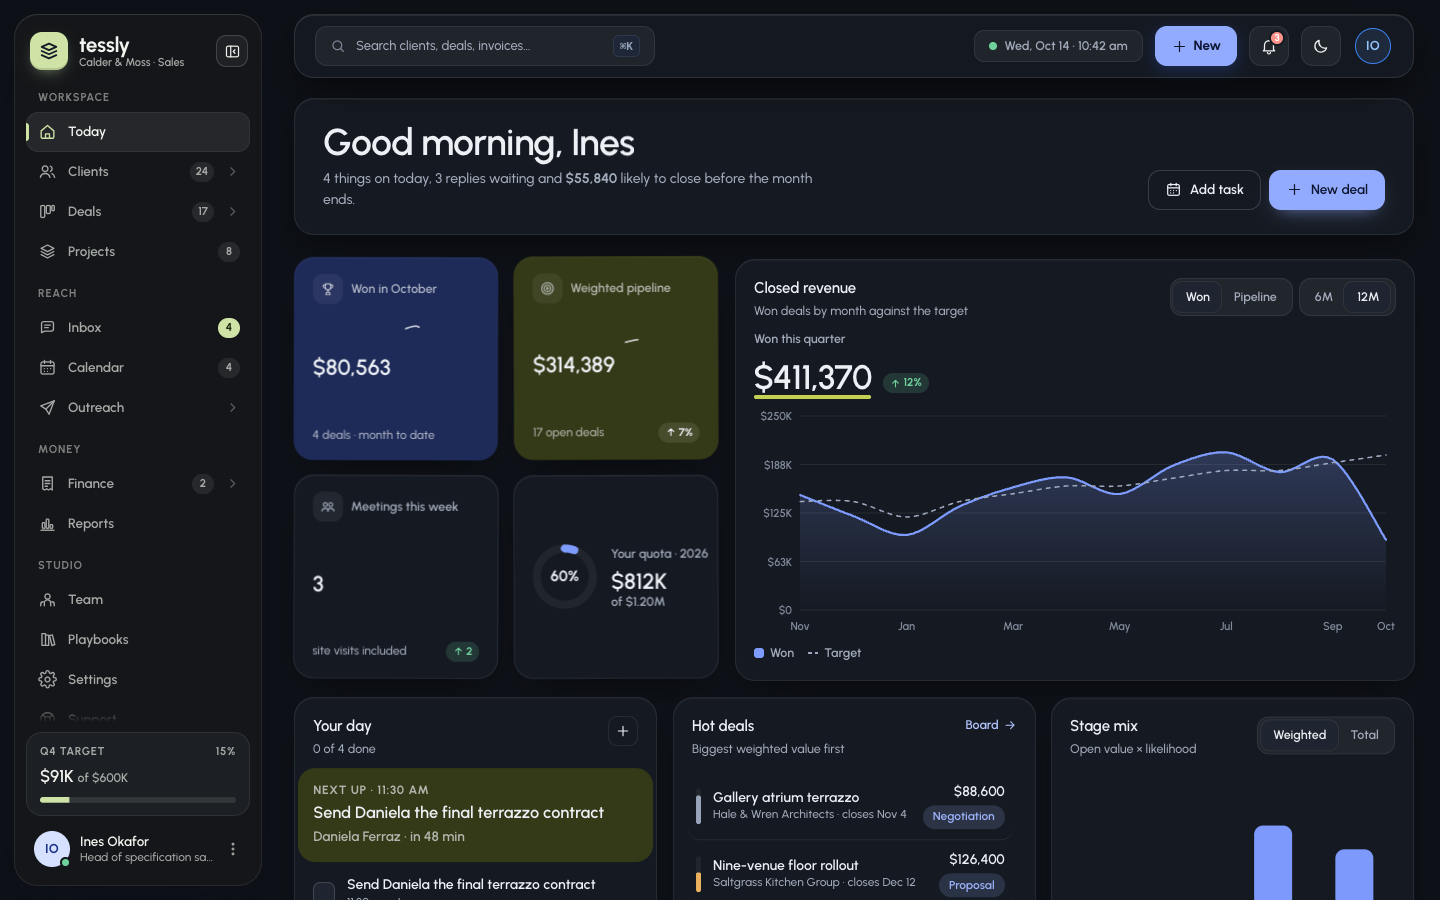 tessly
Calder & Moss · Sales
WORKSPACE
Today
Clients 24
Deals 17
Projects 8
REACH
Inbox 4
Calendar 4
Outreach
MONEY
Finance 2
Reports
STUDIO
Team
Playbooks
Settings
Support
Q4 TARGET 15%
$91K of $600K
IO
Ines Okafor
Head of specification sa...
Search clients, deals, invoices... ⌘K
Wed, Oct 14 · 10:42 am
New
3
IO
Good morning, Ines
4 things on today, 3 replies waiting and $55,840 likely to close before the month
ends.
Add task
New deal
Won in October
$80,563
4 deals · month to date
Weighted pipeline
$314,389
17 open deals ↑ 7%
Meetings this week
3
site visits included ↑ 2
60%
Your quota · 2026
$812K
of $1.20M
Closed revenue
Won deals by month against the target
Won Pipeline
6M 12M
Won this quarter
$411,370 ↑ 12%
$250K
$188K
$125K
$63K
$0
Nov Jan Mar May Jul Sep Oct
Won Target
Your day
0 of 4 done
NEXT UP · 11:30 AM
Send Daniela the final terrazzo contract
Daniela Ferraz · in 48 min
Send Daniela the final terrazzo contract
Hot deals
Biggest weighted value first
Board →
Gallery atrium terrazzo $88,600
Hale & Wren Architects · closes Nov 4 Negotiation
Nine-venue floor rollout $126,400
Saltgrass Kitchen Group · closes Dec 12 Proposal
Stage mix
Open value × likelihood
Weighted Total